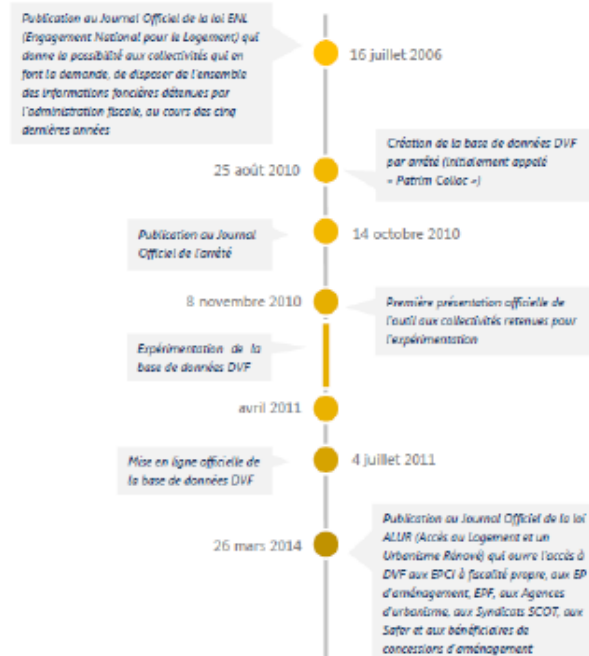 Publication au Journal Officiel de la loi ENL
(Engagement National pour le Logement) qui
donne la possibilité aux collectivités qui en
font la demande, de disposer de l'ensemble
des informations foncières détenues par
l'administration fiscale, au cours des cinq
dernières années
16 juillet 2006
Création de la base de données DVF
par arrêté (initialement appelé
« Patrim Colloc »)
25 août 2010
Publication au Journal
Officiel de l'arrêté
14 octobre 2010
8 novembre 2010
Première présentation officielle de
l'outil aux collectivités retenues pour
l'expérimentation
Expérimentation de la
base de données DVF
avril 2011
Mise en ligne officielle de
la base de données DVF
4 juillet 2011
26 mars 2014
Publication au Journal Officiel de la loi
ALUR (Accès au Logement et un
Urbanisme Rénové) qui ouvre l'accès à
DVF aux EPCI à fiscalité propre, aux EP
d'aménagement, EPF, aux Agences
d'urbanisme, aux Syndicats SCOT, aux
Safer et aux bénéficiaires de
concessions d'aménagement